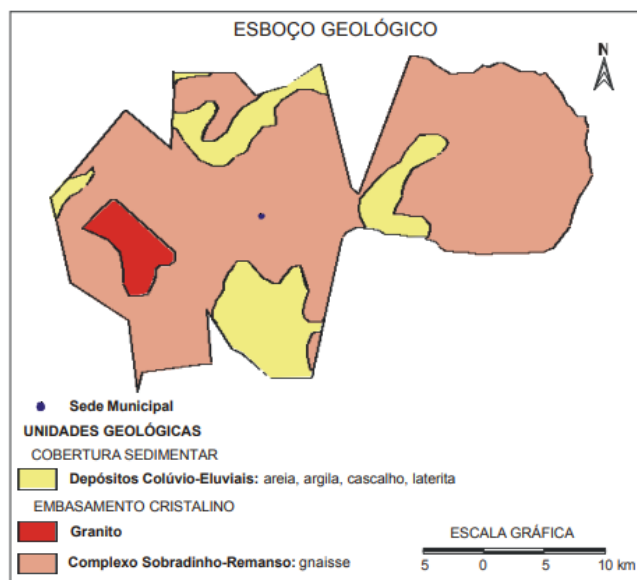 ESBOÇO GEOLÓGICO
N
Sede Municipal
UNIDADES GEOLÓGICAS
COBERTURA SEDIMENTAR
Depósitos Colúvio-Eluviais: areia, argila, cascalho, laterita
EMBASAMENTO CRISTALINO
Granito
Complexo Sobradinho-Remanso: gnaisse
ESCALA GRÁFICA
5 0 5 10 km